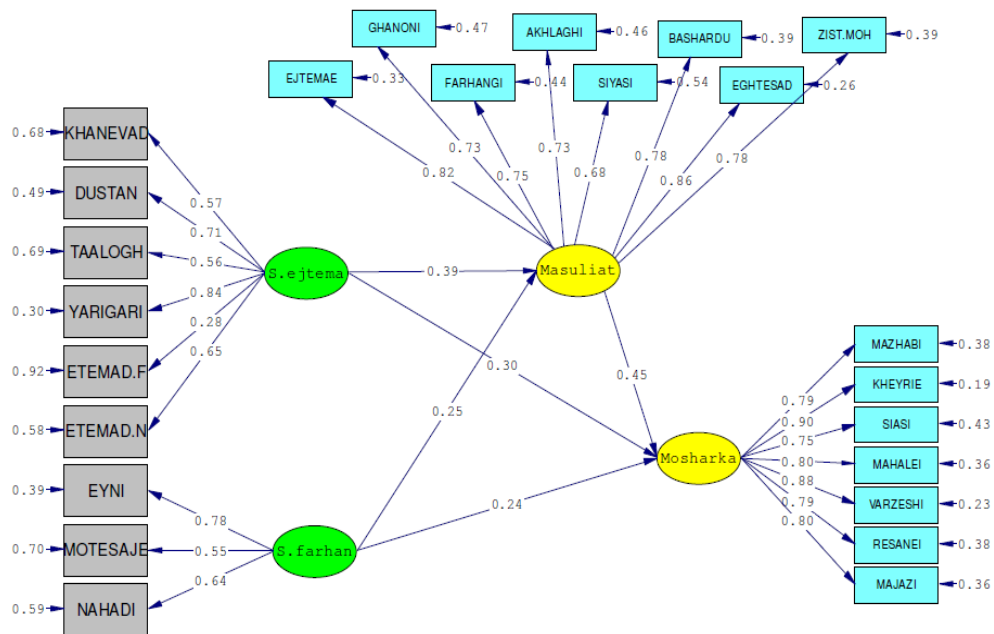 GHANONI 0.47
AKHLAGHI 0.46
BASHARDU 0.39
ZIST.MOH 0.39
EJTEMAE 0.33
FARHANGI 0.44
SIYASI 0.54
EGHTESAD 0.26
0.73
0.73
0.78
0.78
0.82
0.75
0.68
0.86
0.68 KHANEVAD
0.49 DUSTAN
0.69 TAALOGH
0.30 YARIGARI
0.92 ETEMAD.F
0.58 ETEMAD.N
0.39 EYNI
0.70 MOTESAJE
0.59 NAHADI
0.57
0.71
0.56
0.84
0.28
0.65
0.78
0.55
0.64
S.ejtema
S.farhan
0.39
0.30
0.25
0.24
0.45
Masuliat
Mosharka
0.79
0.90
0.75
0.80
0.88
0.79
0.80
MAZHABI 0.38
KHEYRIE 0.19
SIASI 0.43
MAHALEI 0.36
VARZESHI 0.23
RESANEI 0.38
MAJAZI 0.36